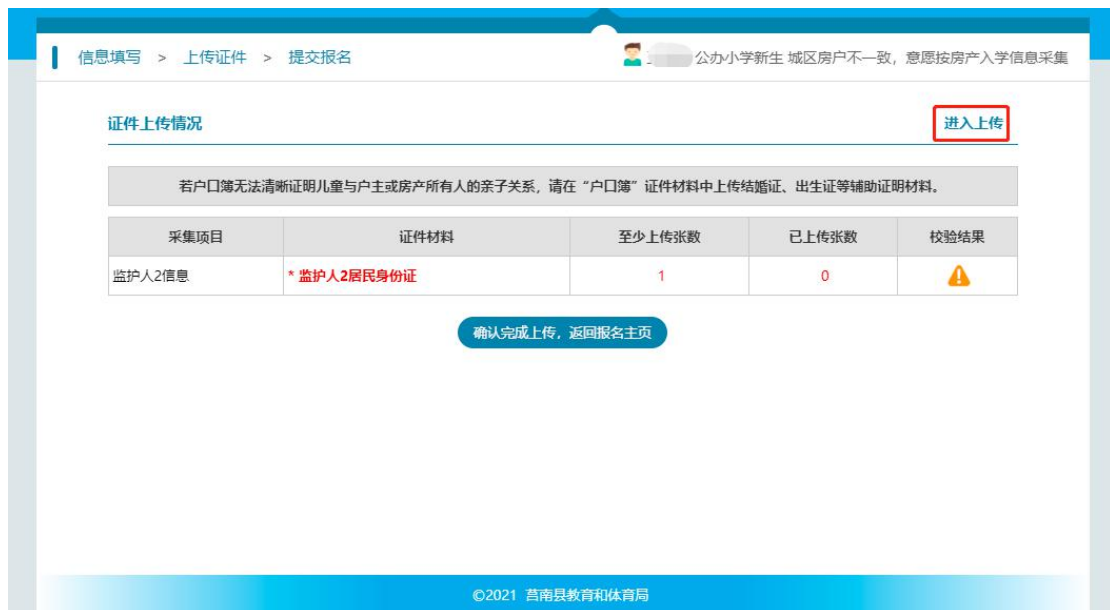 信息填写 > 上传证件 > 提交报名
公办小学新生 城区房户不一致，意愿按房产入学信息采集
证件上传情况
进入上传
若户口簿无法清晰证明儿童与户主或房产所有人的亲子关系，请在“户口簿”证件材料中上传结婚证、出生证等辅助证明材料。
采集项目 证件材料 至少上传张数 已上传张数 校验结果
监护人2信息 * 监护人2居民身份证 1 0
确认完成上传，返回报名主页
©2021 莒南县教育和体育局